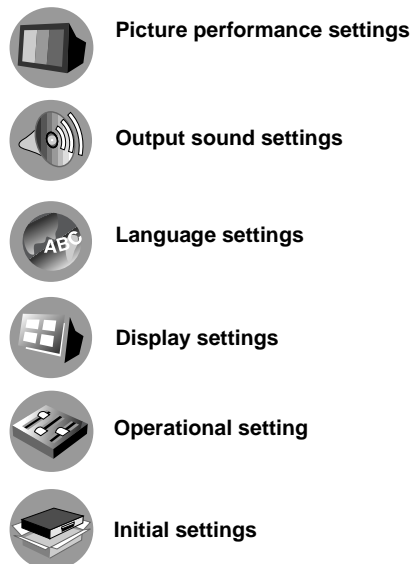 Picture performance settings
Output sound settings
ABC
Language settings
Display settings
Operational setting
Initial settings